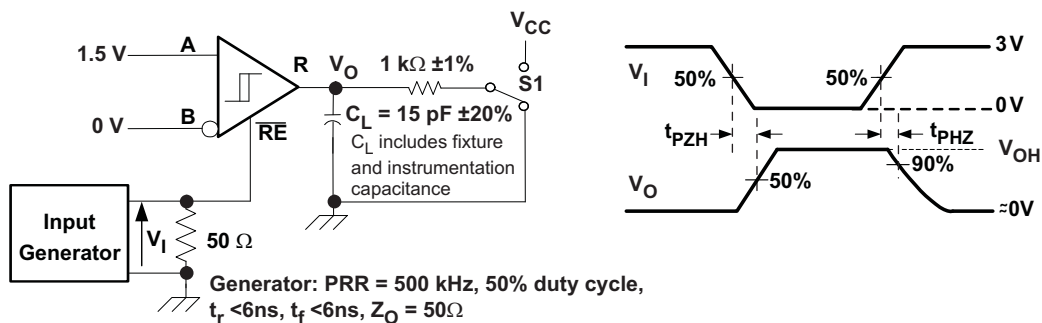 V_CC
1.5 V
A
R
V_O
1 kΩ ±1%
S1
0 V
B
R̅E̅
C_L = 15 pF ±20%
C_L includes fixture
and instrumentation
capacitance
Input
Generator
V_I
50 Ω
Generator: PRR = 500 kHz, 50% duty cycle,
t_r <6ns, t_f <6ns, Z_O = 50Ω
3 V
V_I
50%
50%
0 V
t_PZH
t_PHZ
V_OH
90%
V_O
50%
≈0V